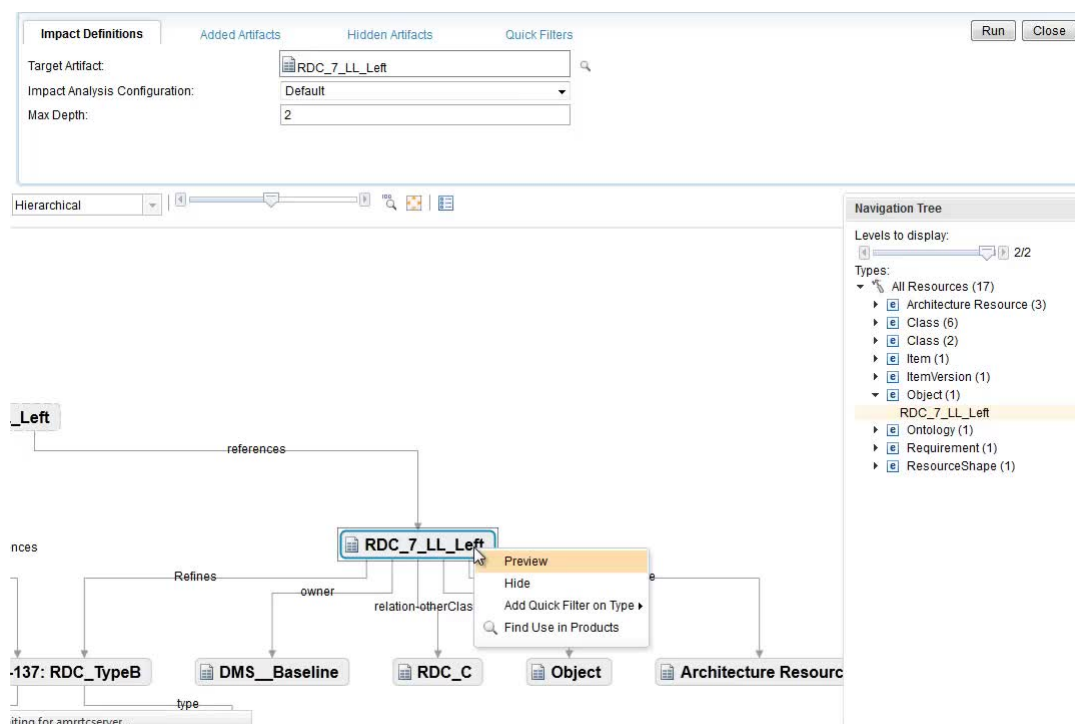 Impact Definitions Added Artifacts Hidden Artifacts Quick Filters Run Close
Target Artifact: RDC_7_LL_Left
Impact Analysis Configuration: Default
Max Depth: 2
Hierarchical
Navigation Tree
Levels to display:
2/2
Types:
All Resources (17)
Architecture Resource (3)
Class (6)
Class (2)
Item (1)
ItemVersion (1)
Object (1)
RDC_7_LL_Left
Ontology (1)
Requirement (1)
ResourceShape (1)
_Left
references
nces
RDC_7_LL_Left
Preview
Hide
Add Quick Filter on Type
Find Use in Products
Refines
owner
relation-otherClas
e
-137: RDC_TypeB
DMS__Baseline
RDC_C
Object
Architecture Resourc
type
iting for amrtcserver